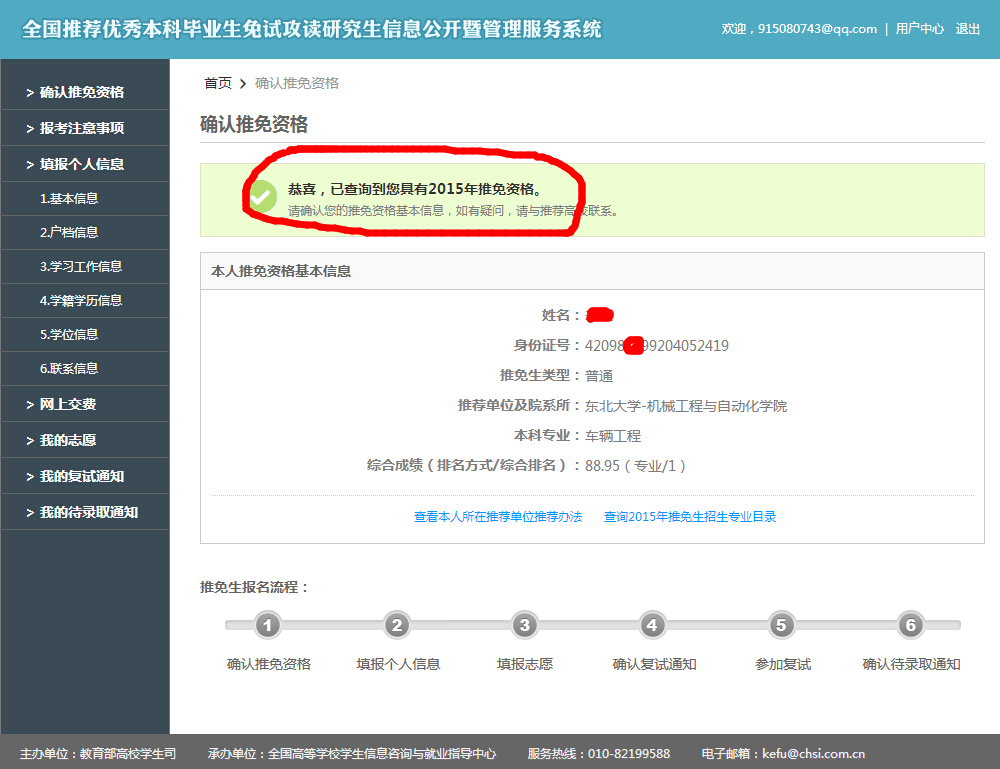 全国推荐优秀本科毕业生免试攻读研究生信息公开暨管理服务系统
欢迎，915080743@qq.com | 用户中心 退出
> 确认推免资格
> 报考注意事项
> 填报个人信息
1.基本信息
2.户档信息
3.学习工作信息
4.学籍学历信息
5.学位信息
6.联系信息
> 网上交费
> 我的志愿
> 我的复试通知
> 我的待录取通知
首页 > 确认推免资格
确认推免资格
恭喜，已查询到您具有2015年推免资格。
请确认您的推免资格基本信息，如有疑问，请与推荐高校联系。
本人推免资格基本信息
姓名：
身份证号：42098 99204052419
推免生类型：普通
推荐单位及院系所：东北大学-机械工程与自动化学院
本科专业：车辆工程
综合成绩（排名方式/综合排名）：88.95（专业/1）
查看本人所在推荐单位推荐办法 查询2015年推免生招生专业目录
推免生报名流程：
1 2 3 4 5 6
确认推免资格 填报个人信息 填报志愿 确认复试通知 参加复试 确认待录取通知
主办单位：教育部高校学生司 承办单位：全国高等学校学生信息咨询与就业指导中心 服务热线：010-82199588 电子邮箱：kefu@chsi.com.cn